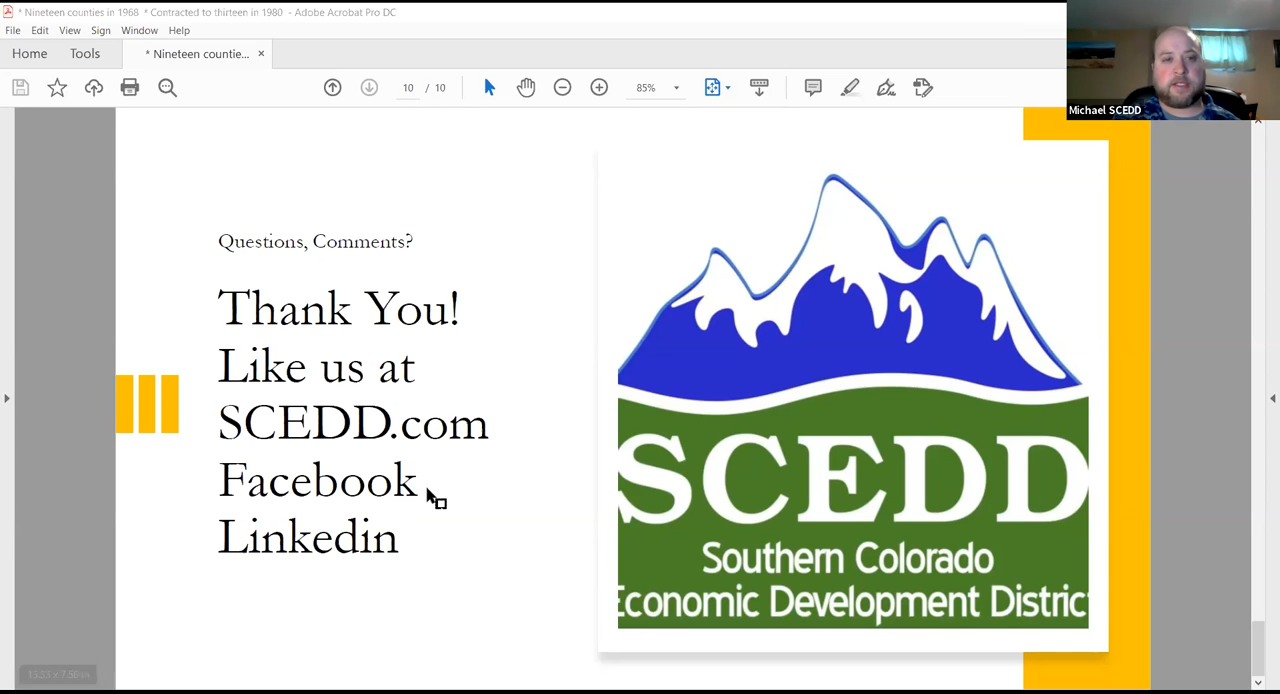 * Nineteen counties in 1968 * Contracted to thirteen in 1980 - Adobe Acrobat Pro DC
File Edit View Sign Window Help
Home Tools * Nineteen countie... ×
10 / 10 85%
Michael SCEDD
Questions, Comments?
Thank You!
Like us at
SCEDD.com
Facebook
Linkedin
SCEDD
Southern Colorado
Economic Development District